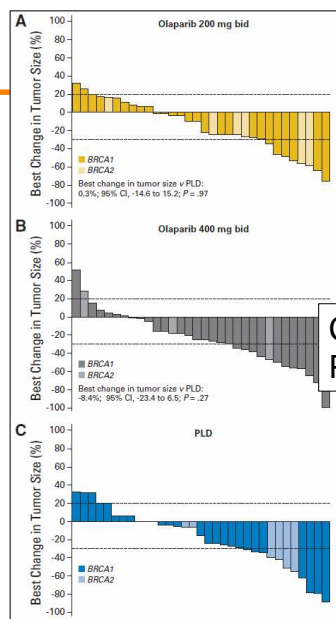 A
Olaparib 200 mg bid
Best Change in Tumor Size (%)
100
80
60
40
20
0
-20
-40
-60
-80
-100
BRCA1
BRCA2
Best change in tumor size v PLD:
0.3%; 95% CI, -14.6 to 15.2; P = .97
B
Olaparib 400 mg bid
Best Change in Tumor Size (%)
100
80
60
40
20
0
-20
-40
-60
-80
-100
BRCA1
BRCA2
Best change in tumor size v PLD:
-8.4%; 95% CI, -23.4 to 6.5; P = .27
C
PLD
Best Change in Tumor Size (%)
100
80
60
40
20
0
-20
-40
-60
-80
-100
BRCA1
BRCA2